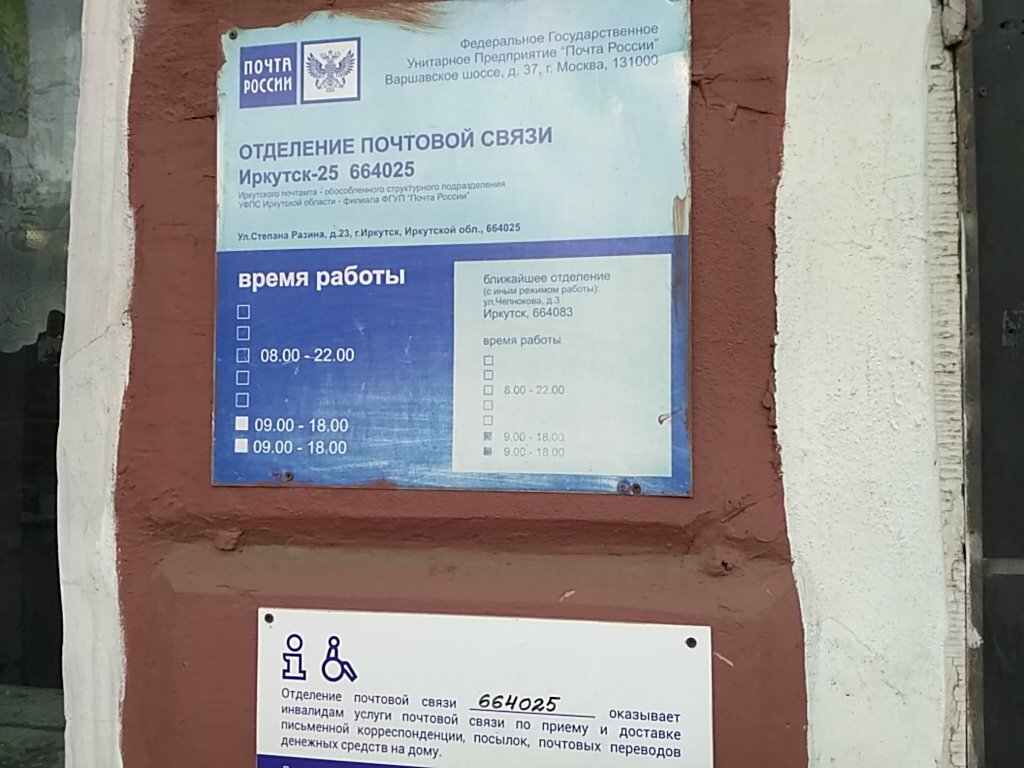 ПОЧТА
РОССИИ
Федеральное Государственное
Унитарное Предприятие "Почта России"
Варшавское шоссе, д. 37, г. Москва, 131000
ОТДЕЛЕНИЕ ПОЧТОВОЙ СВЯЗИ
Иркутск-25 664025
Иркутского почтамта - обособленного структурного подразделения
УФПС Иркутской области - филиала ФГУП "Почта России"
Ул.Степана Разина, д.23, г.Иркутск, Иркутской обл., 664025
время работы
08.00 - 22.00
09.00 - 18.00
09.00 - 18.00
ближайшее отделение
(с иным режимом работы):
ул.Челнокова, д.3
Иркутск, 664083
время работы
8.00 - 22.00
9.00 - 18.00
9.00 - 18.00
Отделение почтовой связи 664025 оказывает
инвалидам услуги почтовой связи по приему и доставке
письменной корреспонденции, посылок, почтовых переводов
денежных средств на дому.